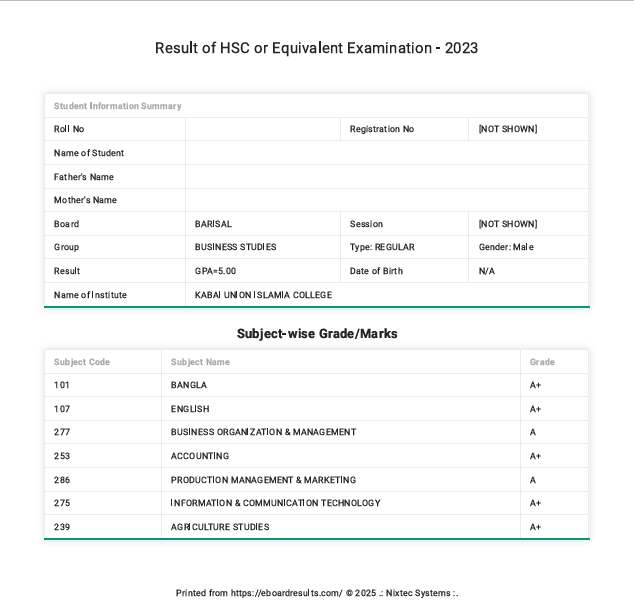 Result of HSC or Equivalent Examination - 2023
Student Information Summary
Roll No Registration No [NOT SHOWN]
Name of Student
Father's Name
Mother's Name
Board BARISAL Session [NOT SHOWN]
Group BUSINESS STUDIES Type: REGULAR Gender: Male
Result GPA=5.00 Date of Birth N/A
Name of Institute KABAI UNION ISLAMIA COLLEGE
Subject-wise Grade/Marks
Subject Code Subject Name Grade
101 BANGLA A+
107 ENGLISH A+
277 BUSINESS ORGANIZATION & MANAGEMENT A
253 ACCOUNTING A+
286 PRODUCTION MANAGEMENT & MARKETING A
275 INFORMATION & COMMUNICATION TECHNOLOGY A+
239 AGRICULTURE STUDIES A+
Printed from https://eboardresults.com/ © 2025 .: Nixtec Systems :.